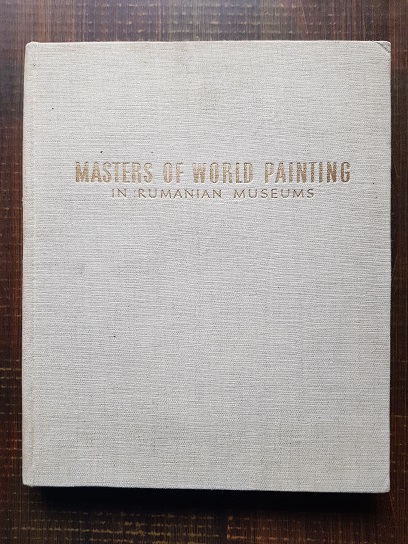 MASTERS OF WORLD PAINTING
IN RUMANIAN MUSEUMS